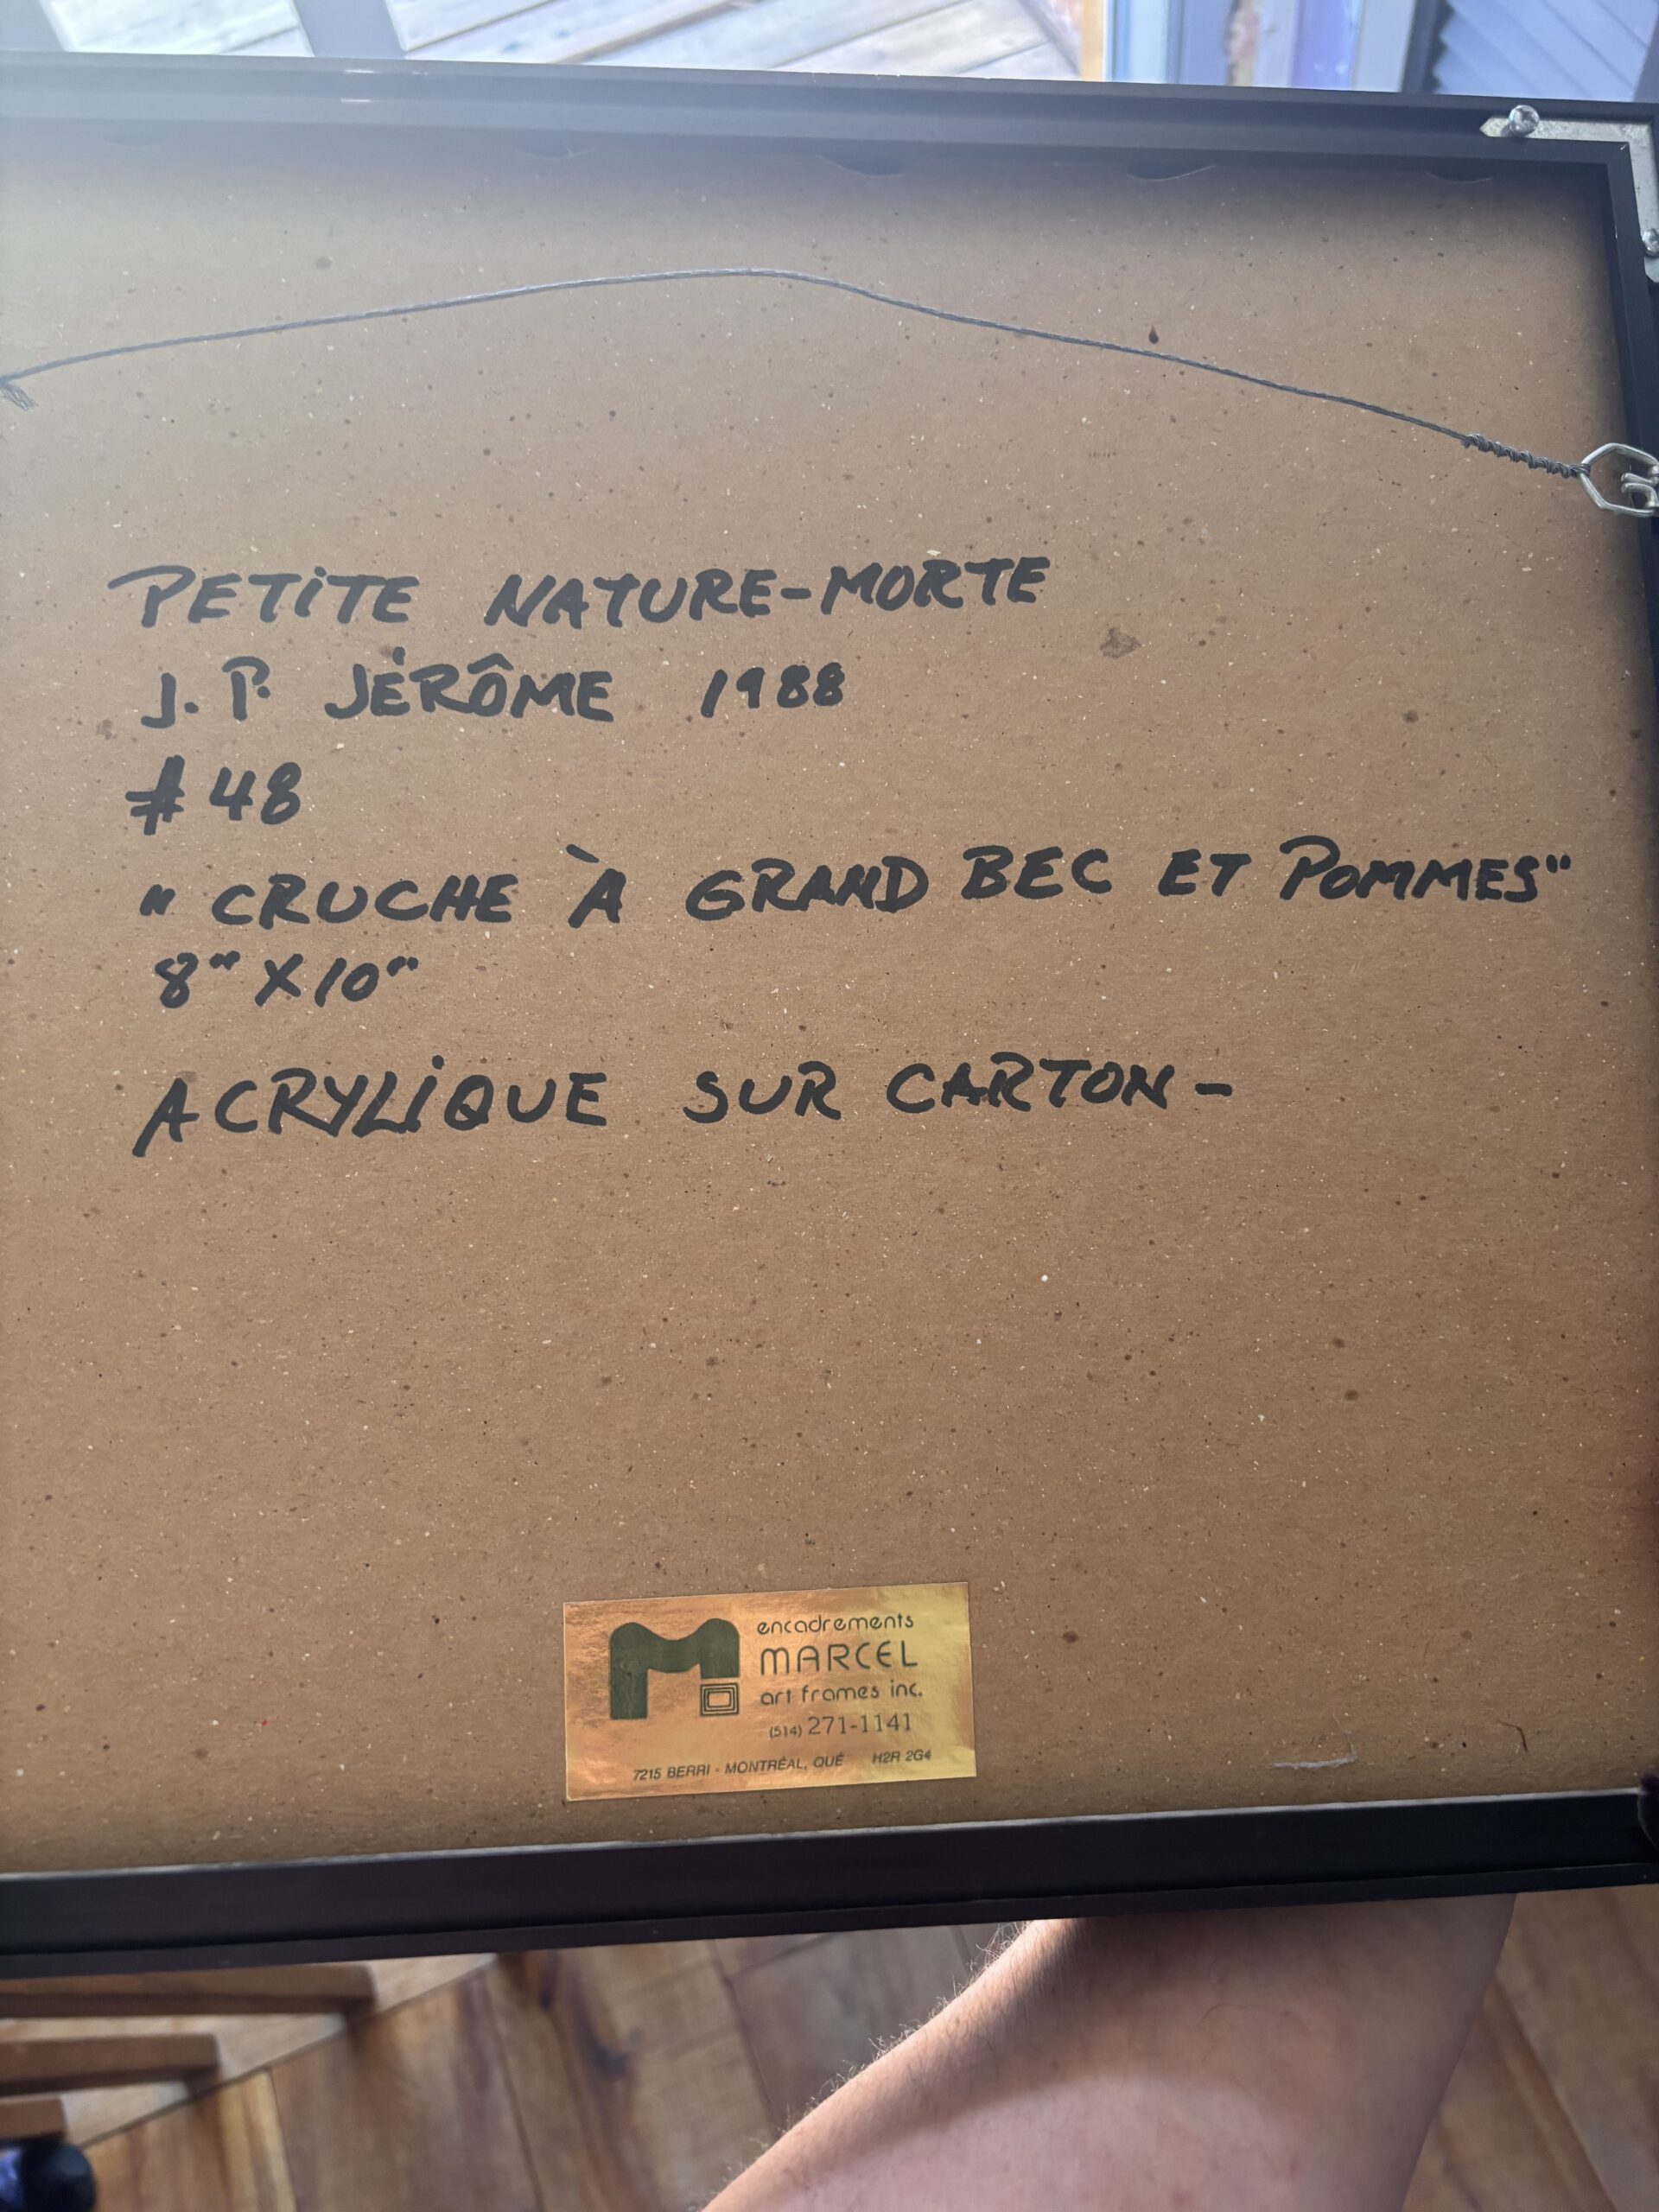 PETITE NATURE-MORTE
J. P. JÉRÔME 1988
# 48
" CRUCHE À GRAND BEC ET POMMES"
8" X 10"
ACRYLIQUE SUR CARTON-
encadrements
MARCEL
art frames inc.
(514) 271-1141
7215 BERRI - MONTRÉAL, QUÉ H2R 2G4